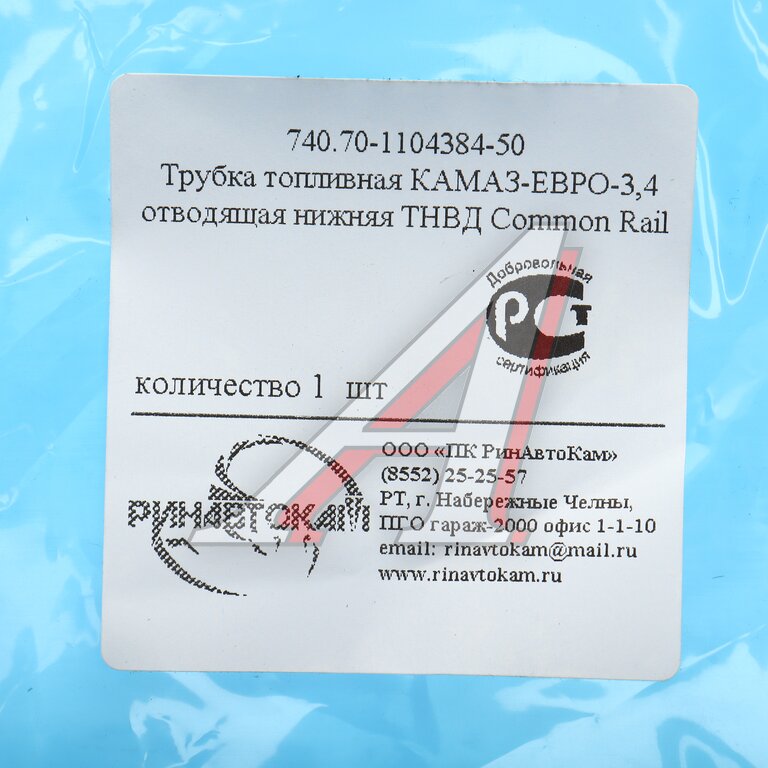 740.70-1104384-50
Трубка топливная КАМАЗ-ЕВРО-3,4
отводящая нижняя ТНВД Common Rail
Добровольная
РСТ
сертификация
количество 1 шт
РИНАВТОКАМ
ООО «ПК РинАвтоКам»
(8552) 25-25-57
РТ, г. Набережные Челны,
ПГО гараж-2000 офис 1-1-10
email: rinavtokam@mail.ru
www.rinavtokam.ru